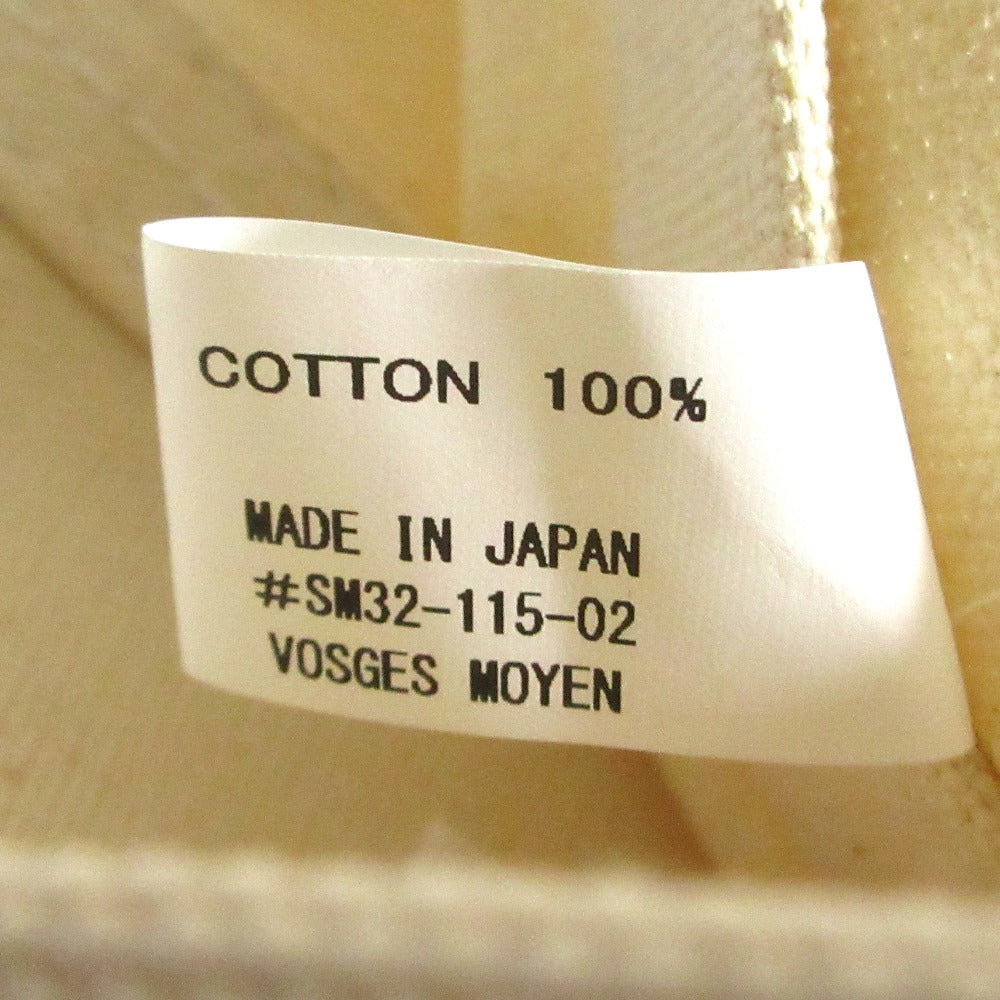 COTTON 100%
MADE IN JAPAN
#SM32-115-02
VOSGES MOYEN